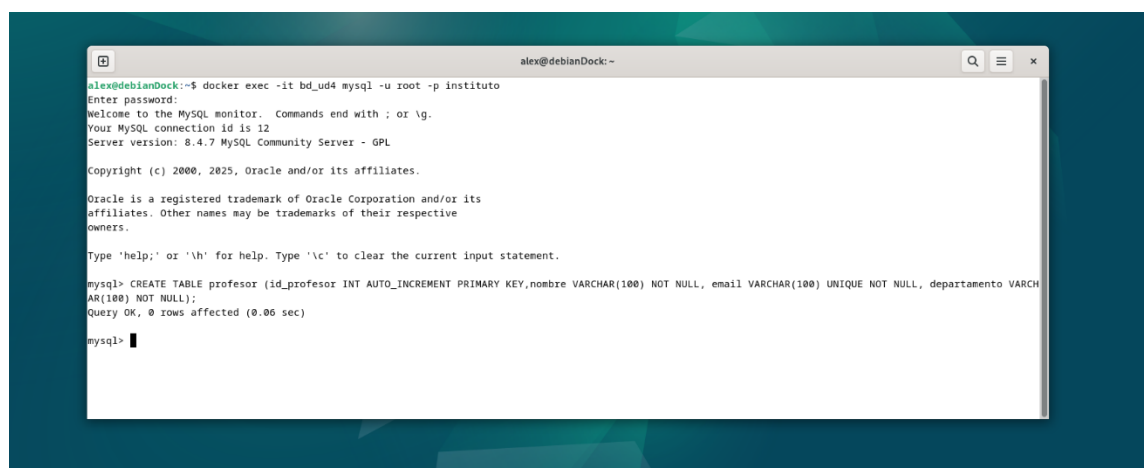 alex@debianDock: ~
alex@debianDock:~$ docker exec -it bd_ud4 mysql -u root -p instituto
Enter password:
Welcome to the MySQL monitor.  Commands end with ; or \g.
Your MySQL connection id is 12
Server version: 8.4.7 MySQL Community Server - GPL
Copyright (c) 2000, 2025, Oracle and/or its affiliates.
Oracle is a registered trademark of Oracle Corporation and/or its
affiliates. Other names may be trademarks of their respective
owners.
Type 'help;' or '\h' for help. Type '\c' to clear the current input statement.
mysql> CREATE TABLE profesor (id_profesor INT AUTO_INCREMENT PRIMARY KEY,nombre VARCHAR(100) NOT NULL, email VARCHAR(100) UNIQUE NOT NULL, departamento VARCH
AR(100) NOT NULL);
Query OK, 0 rows affected (0.06 sec)
mysql>